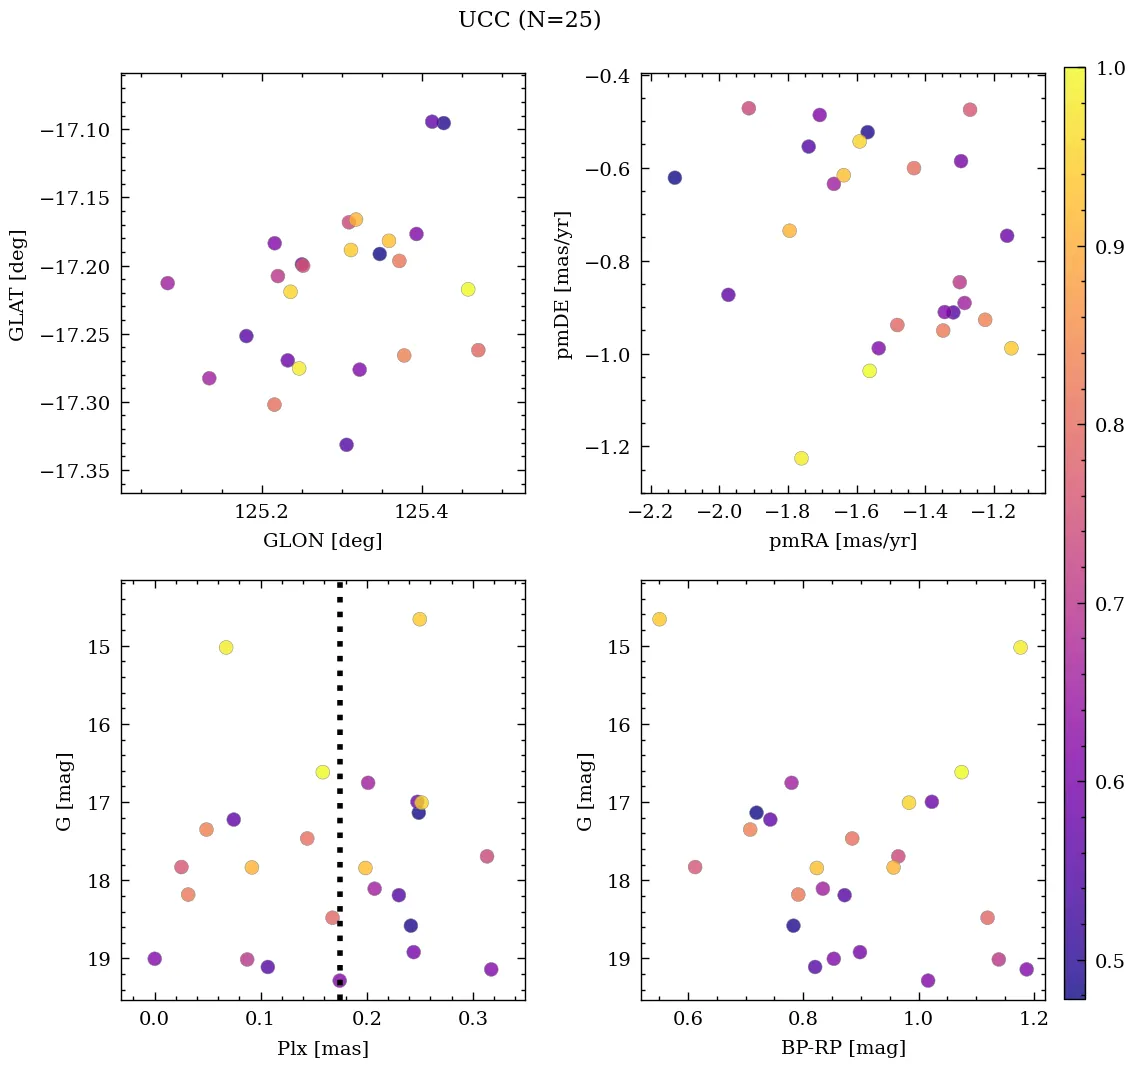 UCC (N=25)
−17.10
−17.15
−17.20
−17.25
−17.30
−17.35
GLAT [deg]
125.2 125.4
GLON [deg]
−0.4
−0.6
−0.8
−1.0
−1.2
pmDE [mas/yr]
−2.2 −2.0 −1.8 −1.6 −1.4 −1.2
pmRA [mas/yr]
15
16
17
18
19
G [mag]
0.0 0.1 0.2 0.3
Plx [mas]
15
16
17
18
19
G [mag]
0.6 0.8 1.0 1.2
BP-RP [mag]
1.0
0.9
0.8
0.7
0.6
0.5